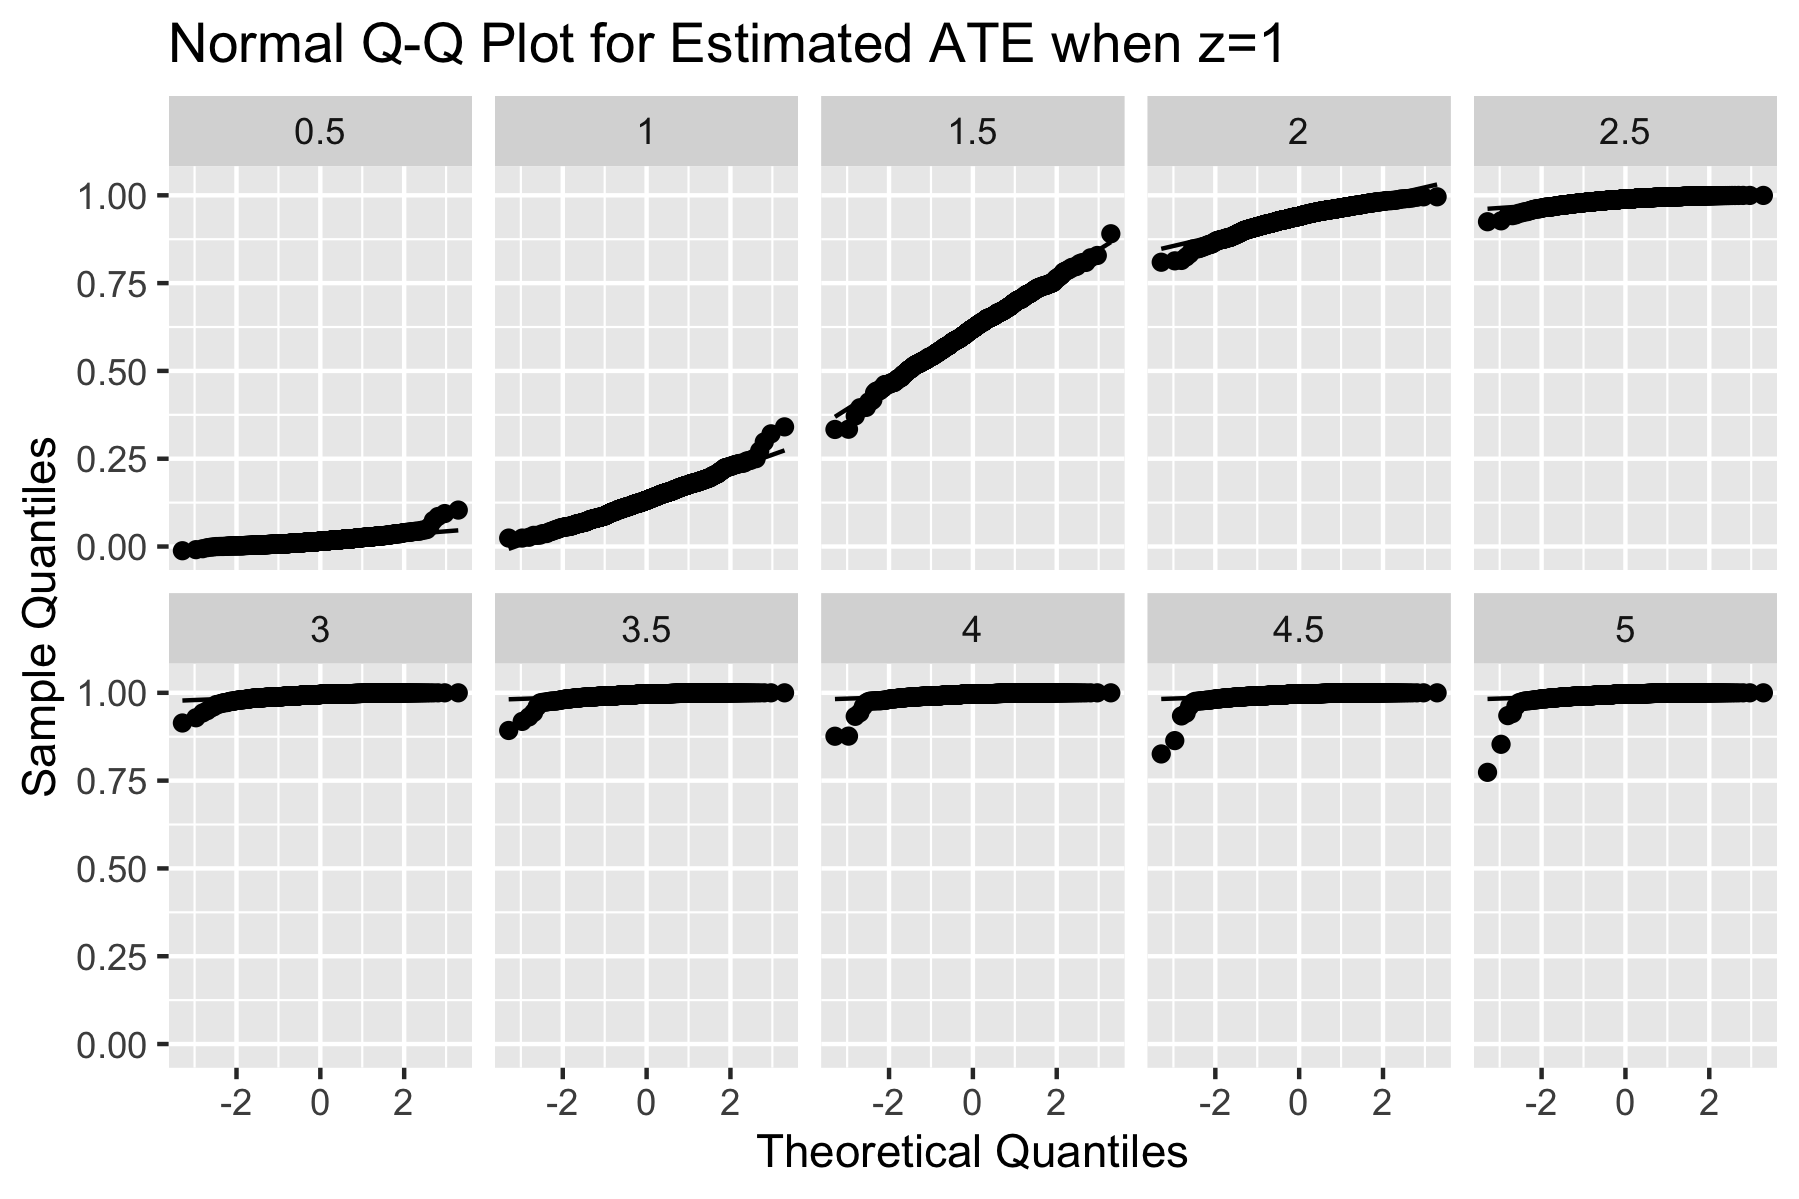 Normal Q-Q Plot for Estimated ATE when z=1
0.5 1 1.5 2 2.5
1.00
0.75
0.50
0.25
0.00
3 3.5 4 4.5 5
1.00
0.75
0.50
0.25
0.00
-2 0 2 -2 0 2 -2 0 2 -2 0 2 -2 0 2
Theoretical Quantiles
Sample Quantiles